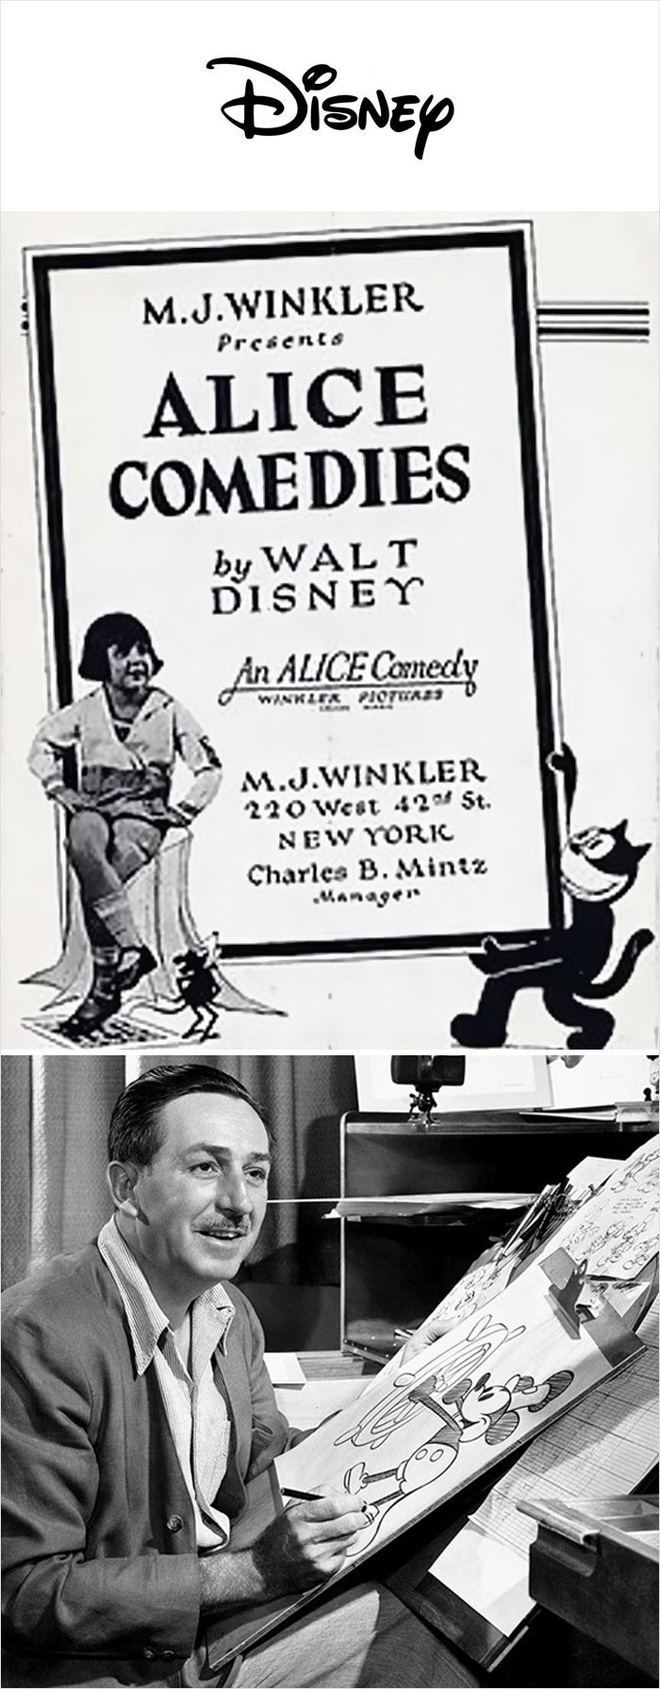 DISNEY
M.J.WINKLER
Presents
ALICE
COMEDIES
by WALT
DISNEY
An ALICE Comedy
WINKLER PICTURES
M.J.WINKLER
220 West 42nd St.
NEW YORK
Charles B. Mintz
Manager